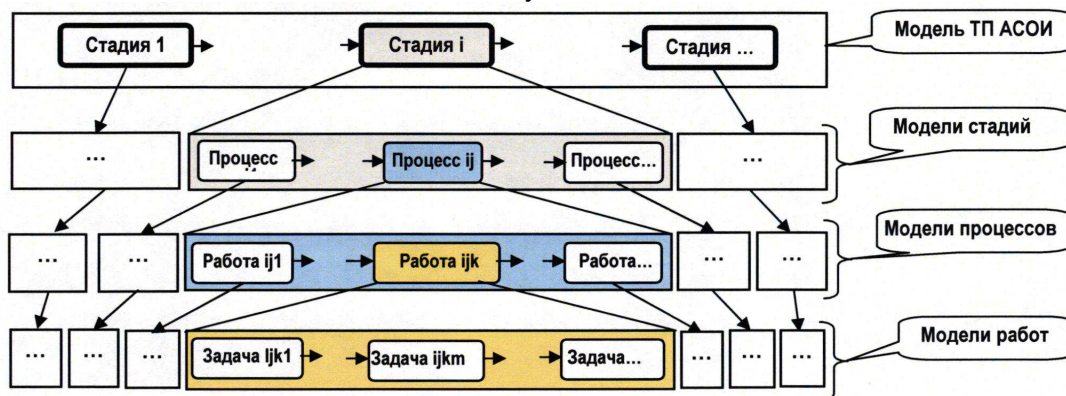 Стадия 1
Стадия i
Стадия ...
Модель ТП АСОИ
...
Процесс
Процесс ij
Процесс...
...
Модели стадий
...
...
Работа ij1
Работа ijk
Работа...
...
...
Модели процессов
...
...
...
Задача Ijk1
Задача ijkm
Задача...
...
...
...
Модели работ